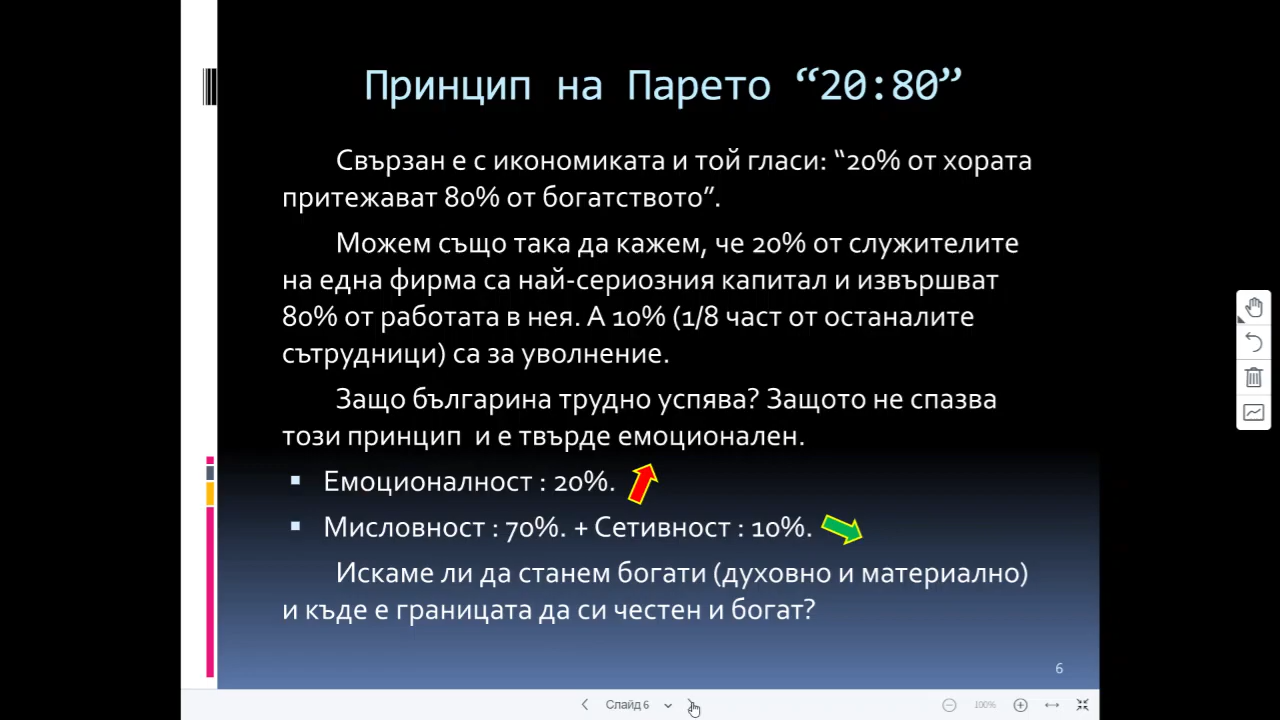 Принцип на Парето “20:80”
Свързан е с икономиката и той гласи: “20% от хората
притежават 80% от богатството”.
Можем също така да кажем, че 20% от служителите
на една фирма са най-сериозния капитал и извършват
80% от работата в нея. А 10% (1/8 част от останалите
сътрудници) са за уволнение.
Защо българина трудно успява? Защото не спазва
този принцип и е твърде емоционален.
▪ Емоционалност : 20%.
▪ Мисловност : 70%. + Сетивност : 10%.
Искаме ли да станем богати (духовно и материално)
и къде е границата да си честен и богат?
6
Слайд 6
100%